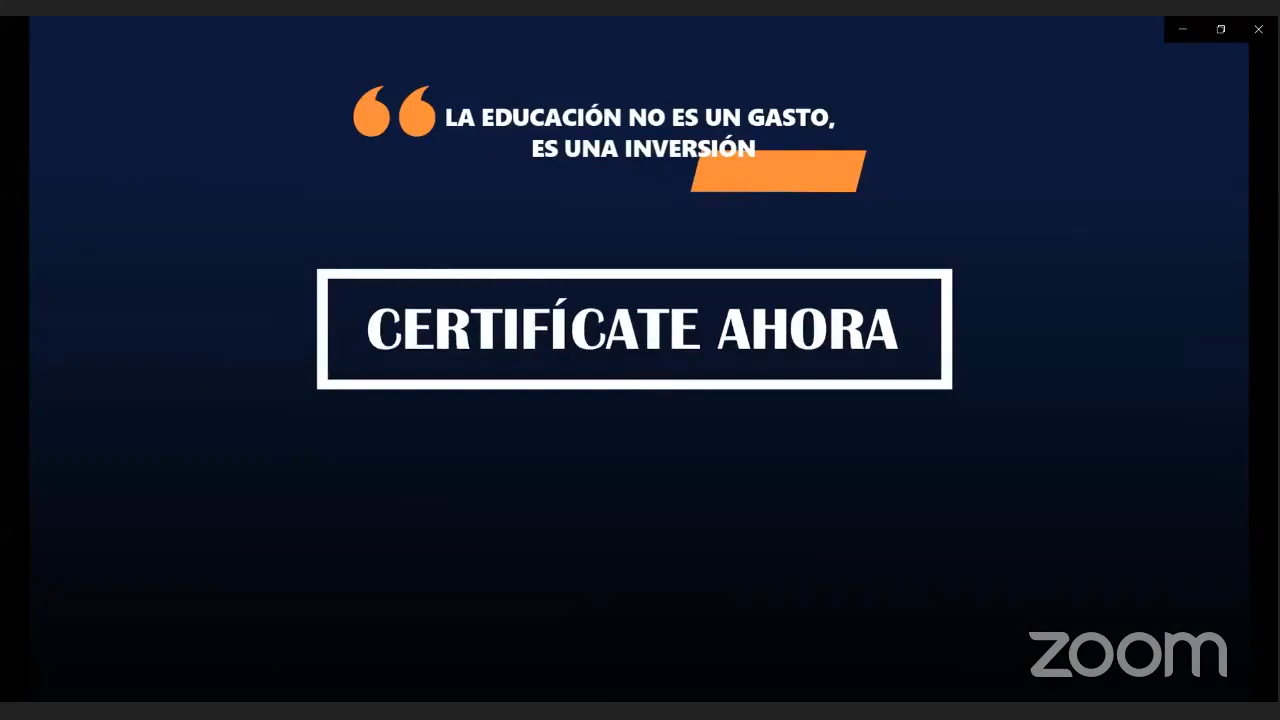 LA EDUCACIÓN NO ES UN GASTO,
ES UNA INVERSIÓN
CERTIFÍCATE AHORA
zoom